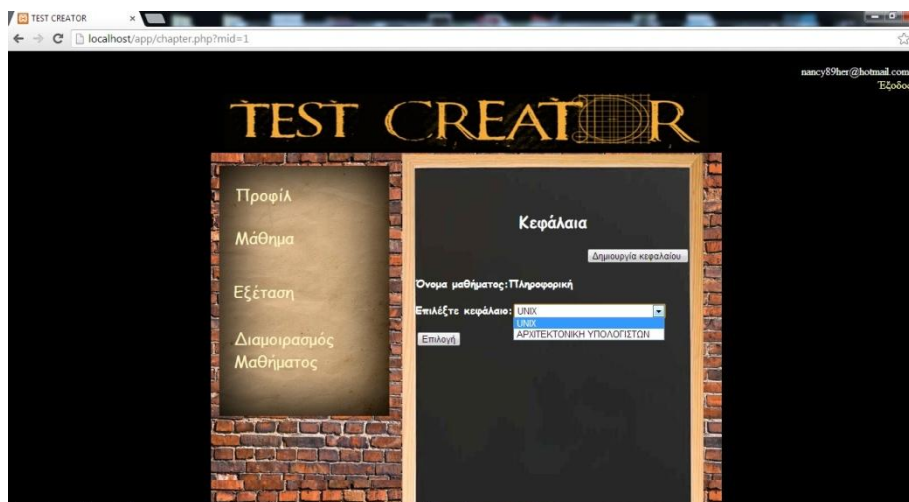 TEST CREATOR
localhost/app/chapter.php?mid=1
nancy89her@hotmail.com
Έξοδος
TEST CREATOR
Προφίλ
Μάθημα
Εξέταση
Διαμοιρασμός
Μαθήματος
Κεφάλαια
Δημιουργία κεφαλαίου
Όνομα μαθήματος:Πληροφορική
Επιλέξτε κεφάλαιο: UNIX
UNIX
ΑΡΧΙΤΕΚΤΟΝΙΚΗ ΥΠΟΛΟΓΙΣΤΩΝ
Επιλογή